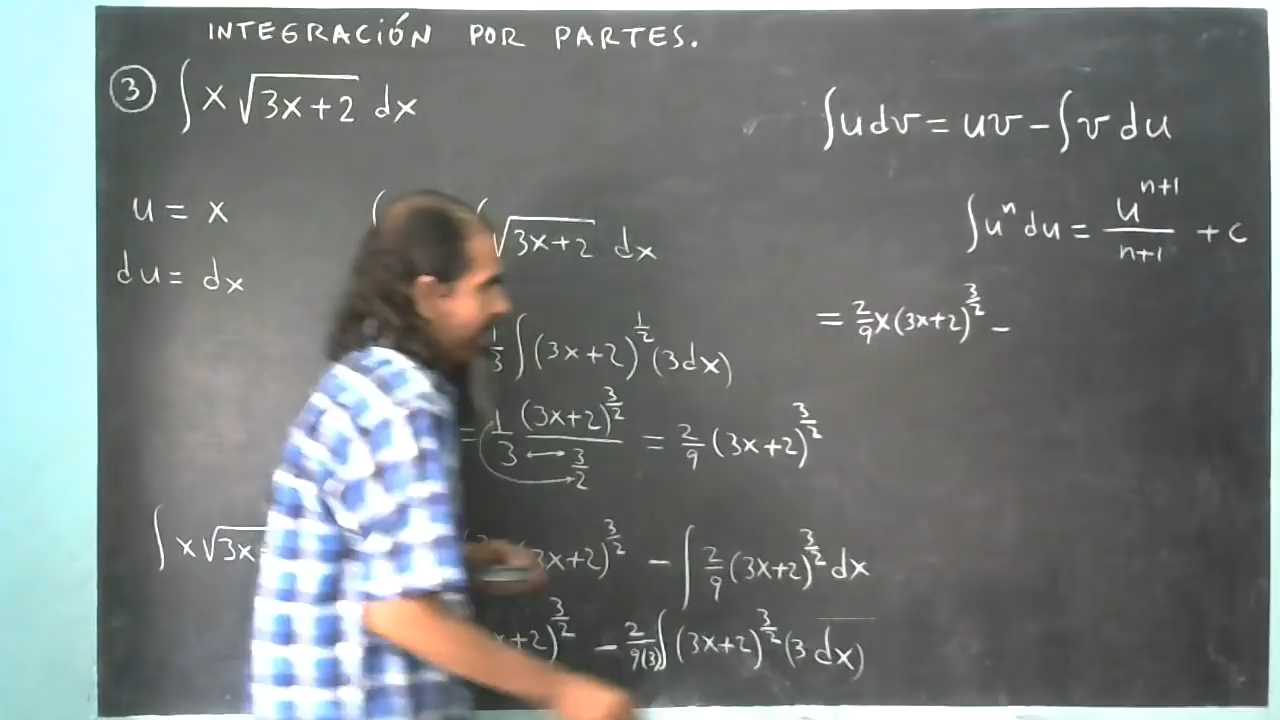 INTEGRACIÓN POR PARTES.
③ ∫ x √(3x+2) dx
∫u dv = uv − ∫v du
u = x
√(3x+2) dx
∫uⁿ du = uⁿ⁺¹/(n+1) + c
du = dx
= 2/9 x (3x+2)^(3/2) −
1/3 ∫ (3x+2)^(1/2) (3dx)
= 1/3 (3x+2)^(3/2) / (3/2) = 2/9 (3x+2)^(3/2)
∫ x √3x
3x+2)^(3/2) − ∫ 2/9 (3x+2)^(3/2) dx
x+2)^(3/2) − 2/9(3) ∫ (3x+2)^(3/2) (3 dx)